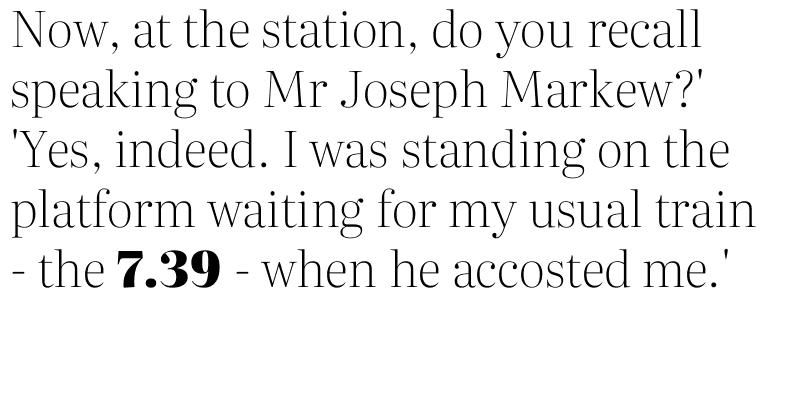 Now, at the station, do you recall
speaking to Mr Joseph Markew?'
'Yes, indeed. I was standing on the
platform waiting for my usual train
- the 7.39 - when he accosted me.'